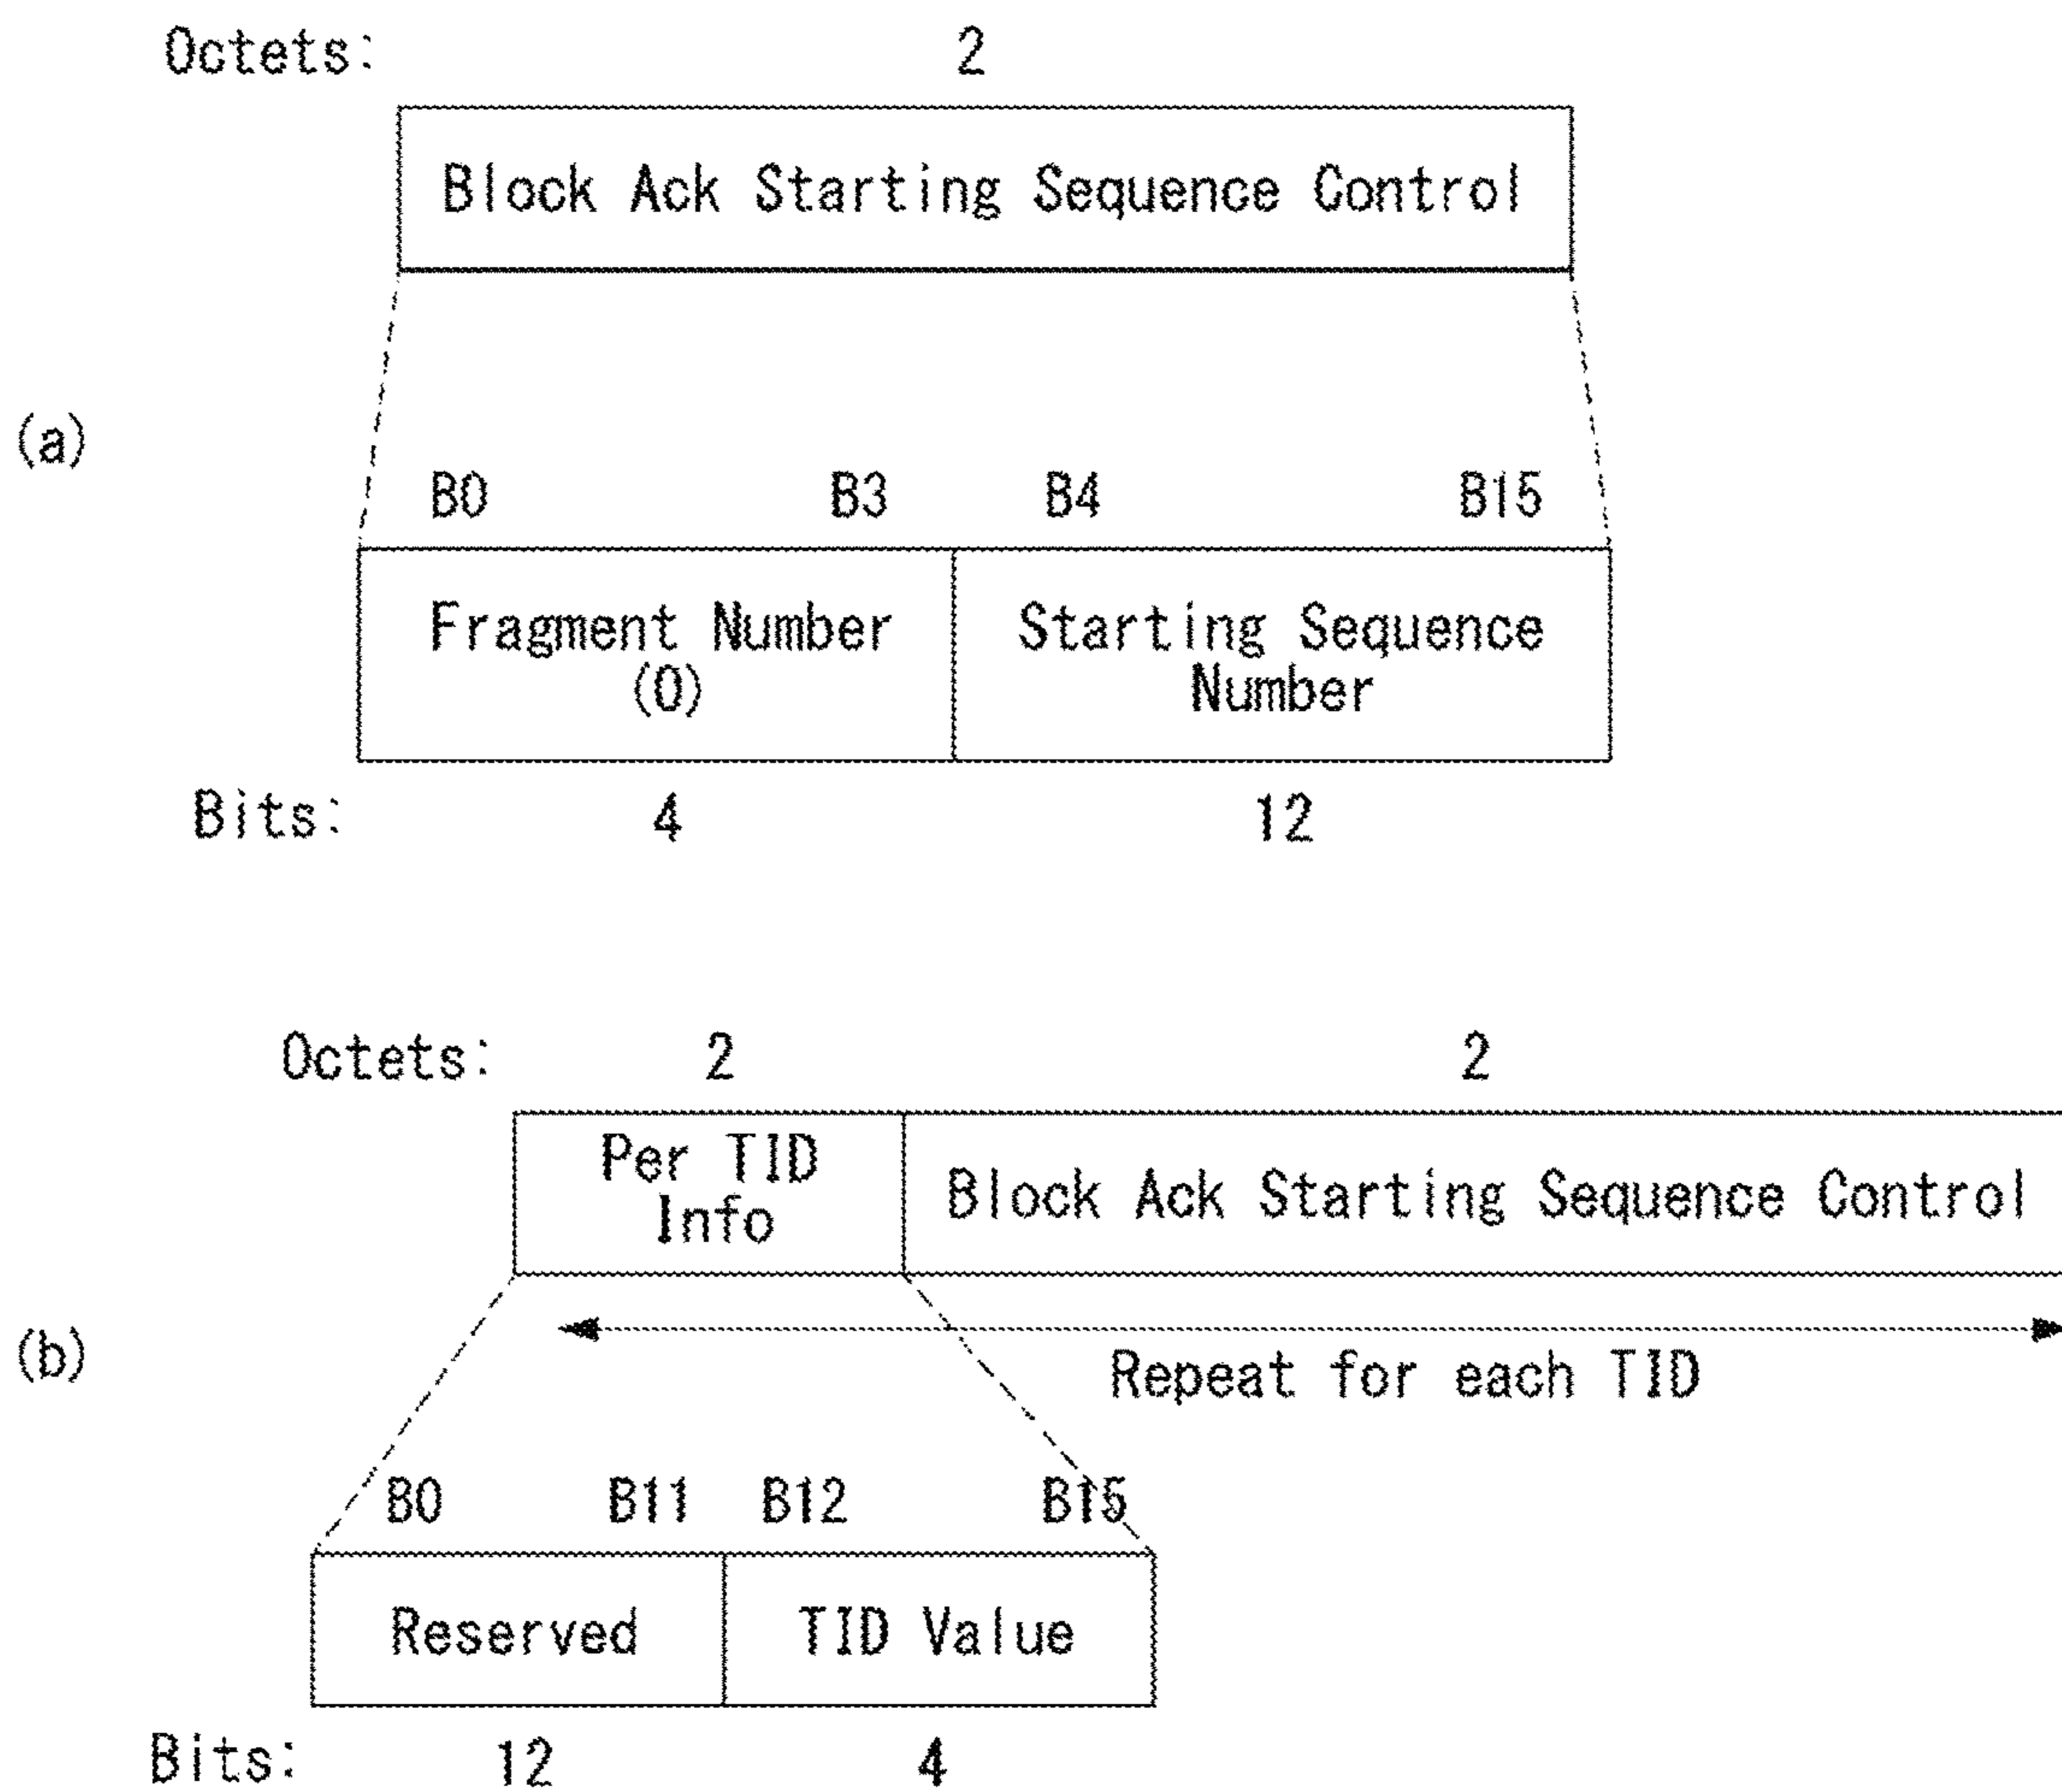 Octets: 2
Block Ack Starting Sequence Control
(a)
B0 B3 B4 B15
Fragment Number
(0)
Starting Sequence
Number
Bits: 4 12
Octets: 2 2
Per TID
Info
Block Ack Starting Sequence Control
(b)
Repeat for each TID
B0 B11 B12 B15
Reserved TID Value
Bits: 12 4